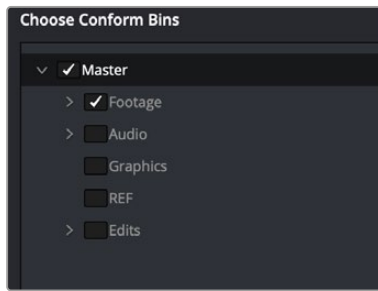 Choose Conform Bins
Master
Footage
Audio
Graphics
REF
Edits